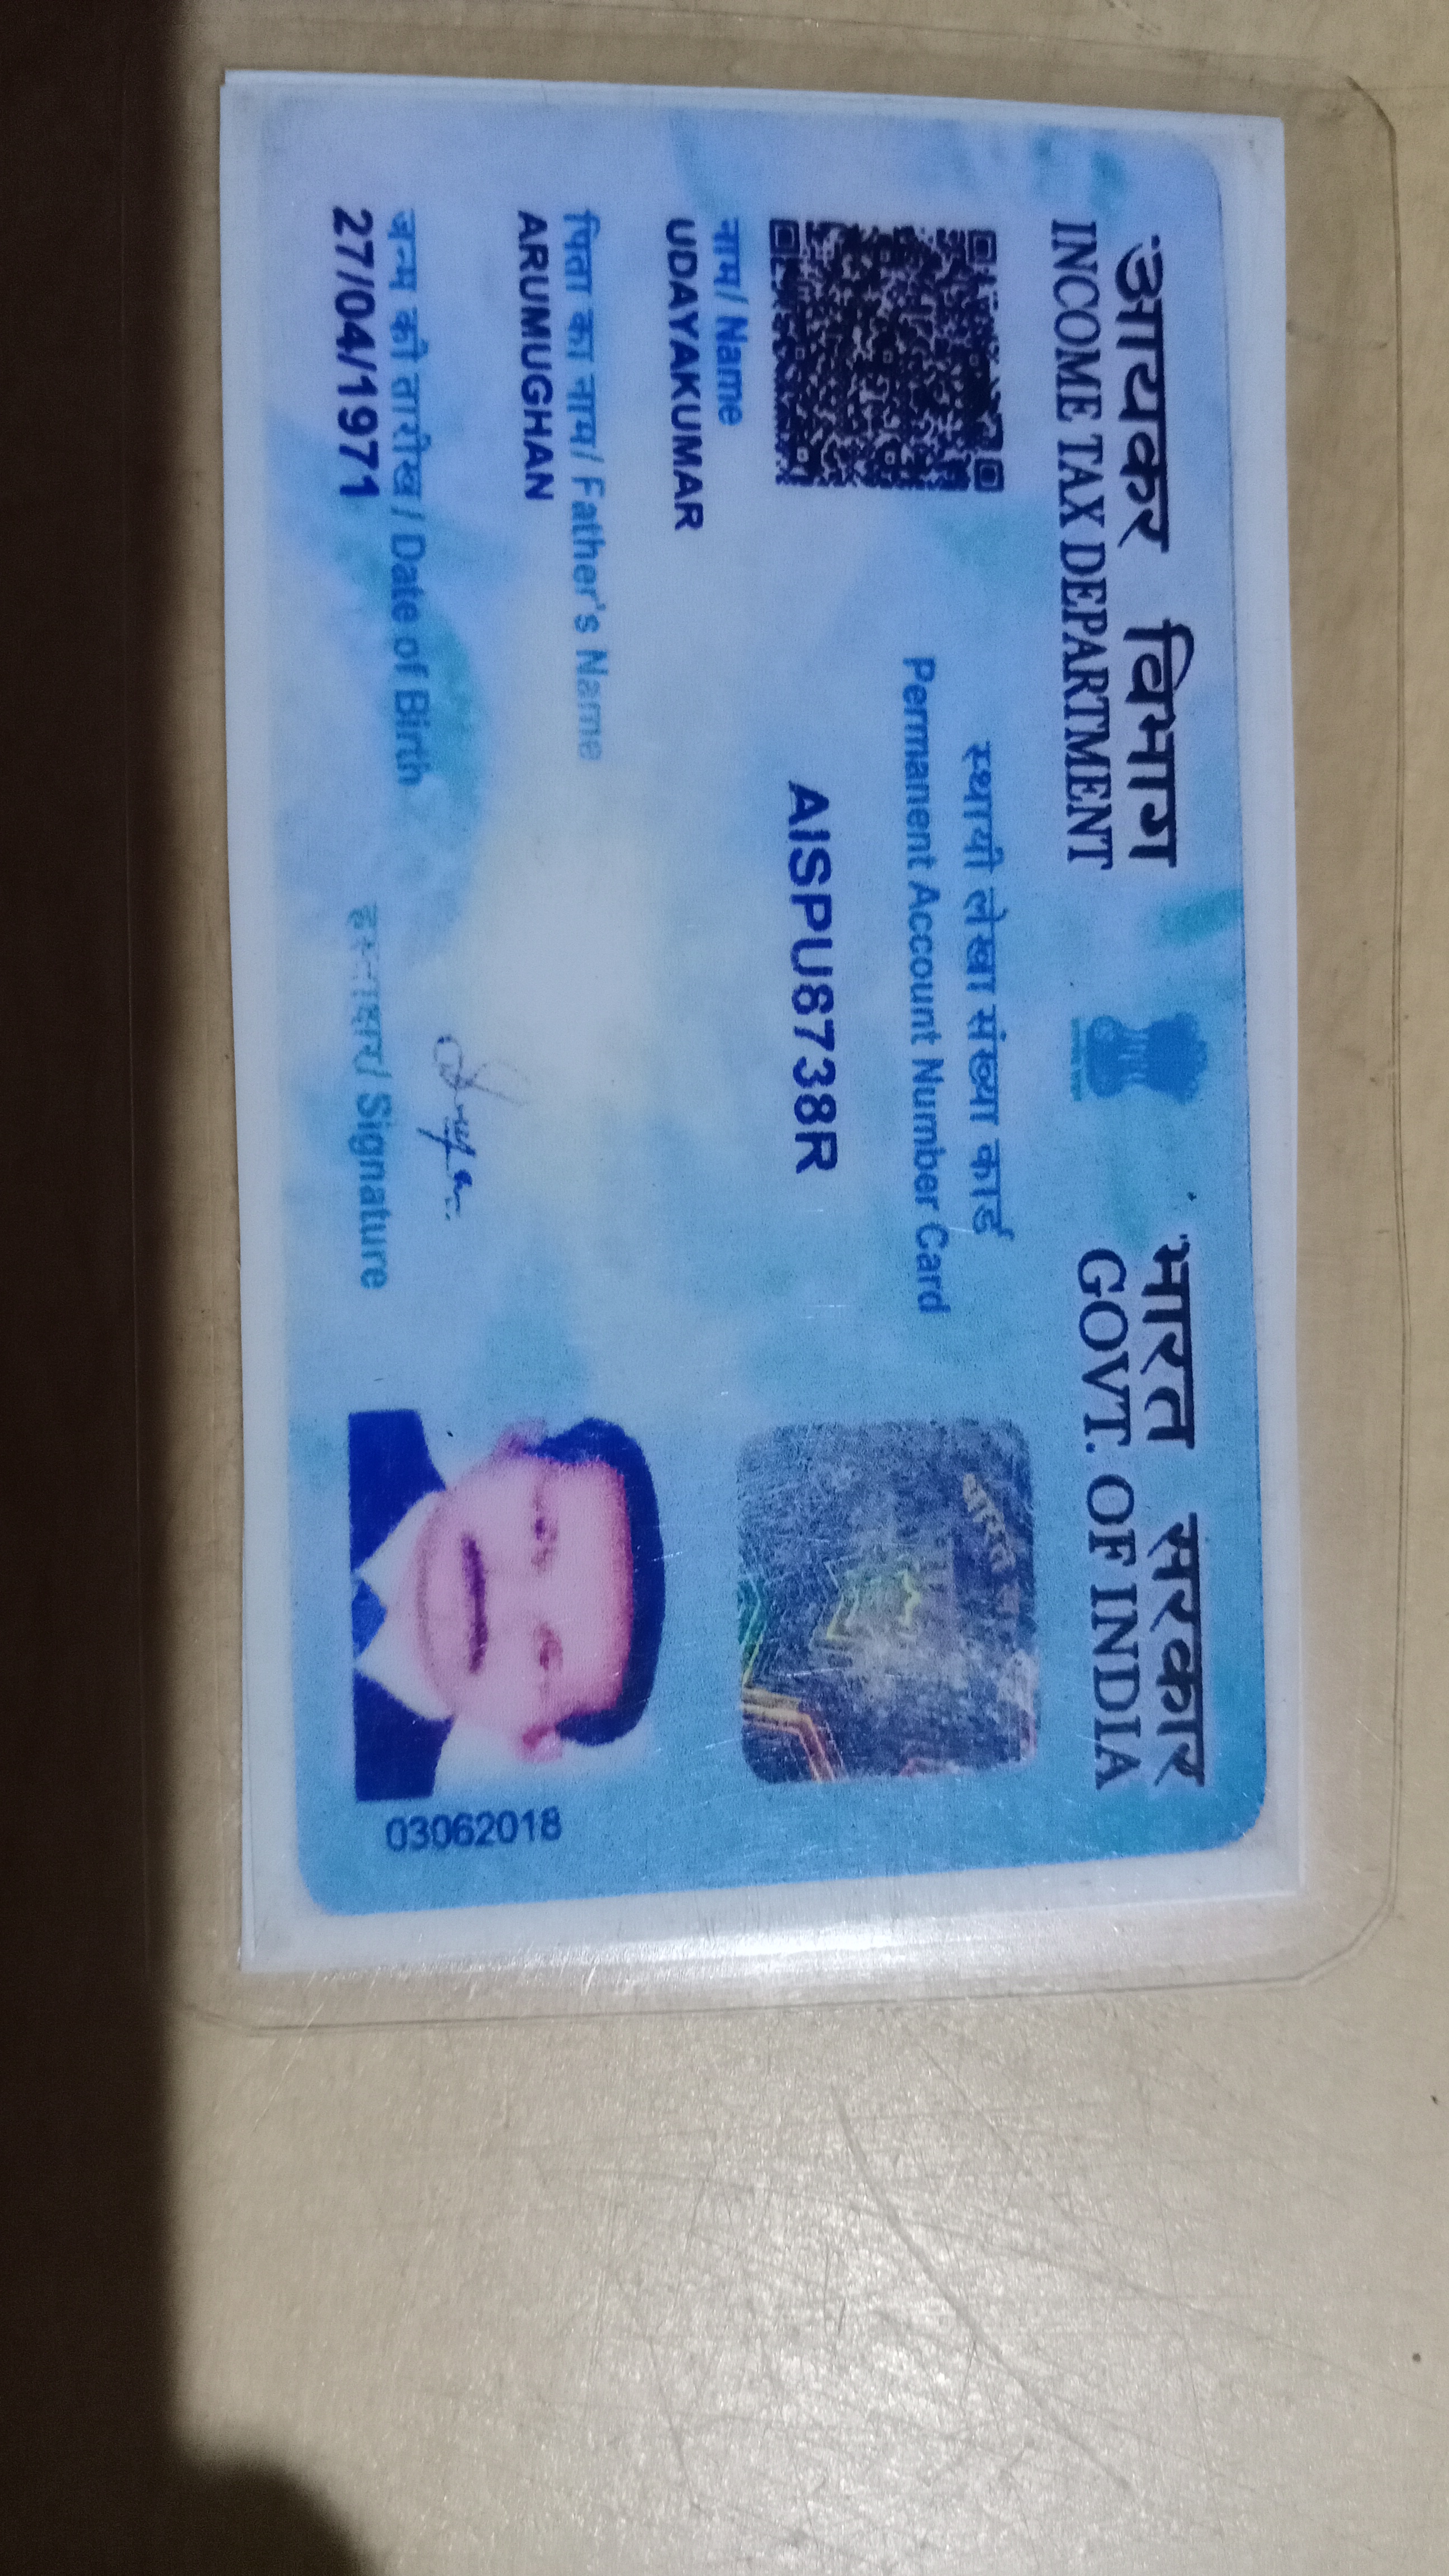 आयकर विभाग
INCOME TAX DEPARTMENT
भारत सरकार
GOVT. OF INDIA
स्थायी लेखा संख्या कार्ड
Permanent Account Number Card
AISPU8738R
नाम/ Name
UDAYAKUMAR
पिता का नाम/ Father's Name
ARUMUGHAN
जन्म की तारीख / Date of Birth
27/04/1971
हस्ताक्षर/ Signature
03062018